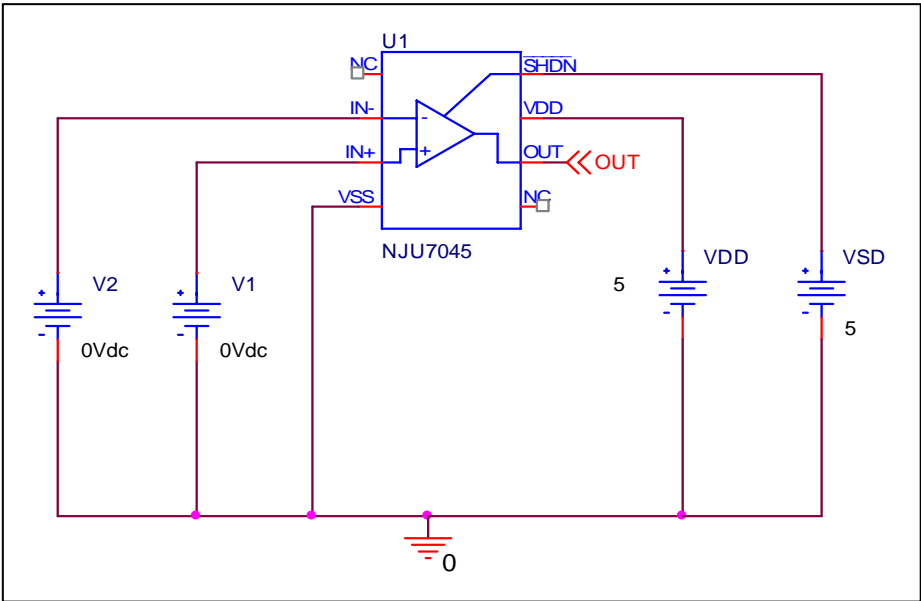 U1
NC
SHDN
IN-
VDD
-
IN+
+
OUT
OUT
VSS
NC
NJU7045
+
V2
-
0Vdc
+
V1
-
0Vdc
5
+
VDD
-
+
VSD
-
5
0